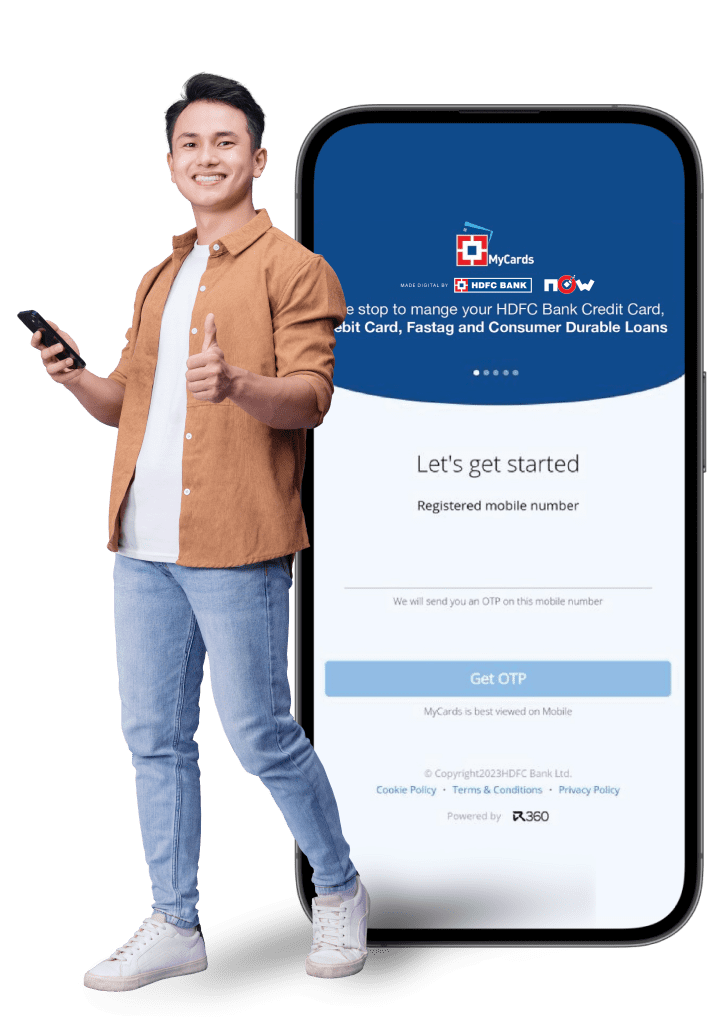 MyCards
MADE DIGITAL BY HDFC BANK now
e stop to mange your HDFC Bank Credit Card,
ebit Card, Fastag and Consumer Durable Loans
Let's get started
Registered mobile number
We will send you an OTP on this mobile number
Get OTP
MyCards is best viewed on Mobile
© Copyright2023HDFC Bank Ltd.
Cookie Policy • Terms & Conditions • Privacy Policy
Powered by 360